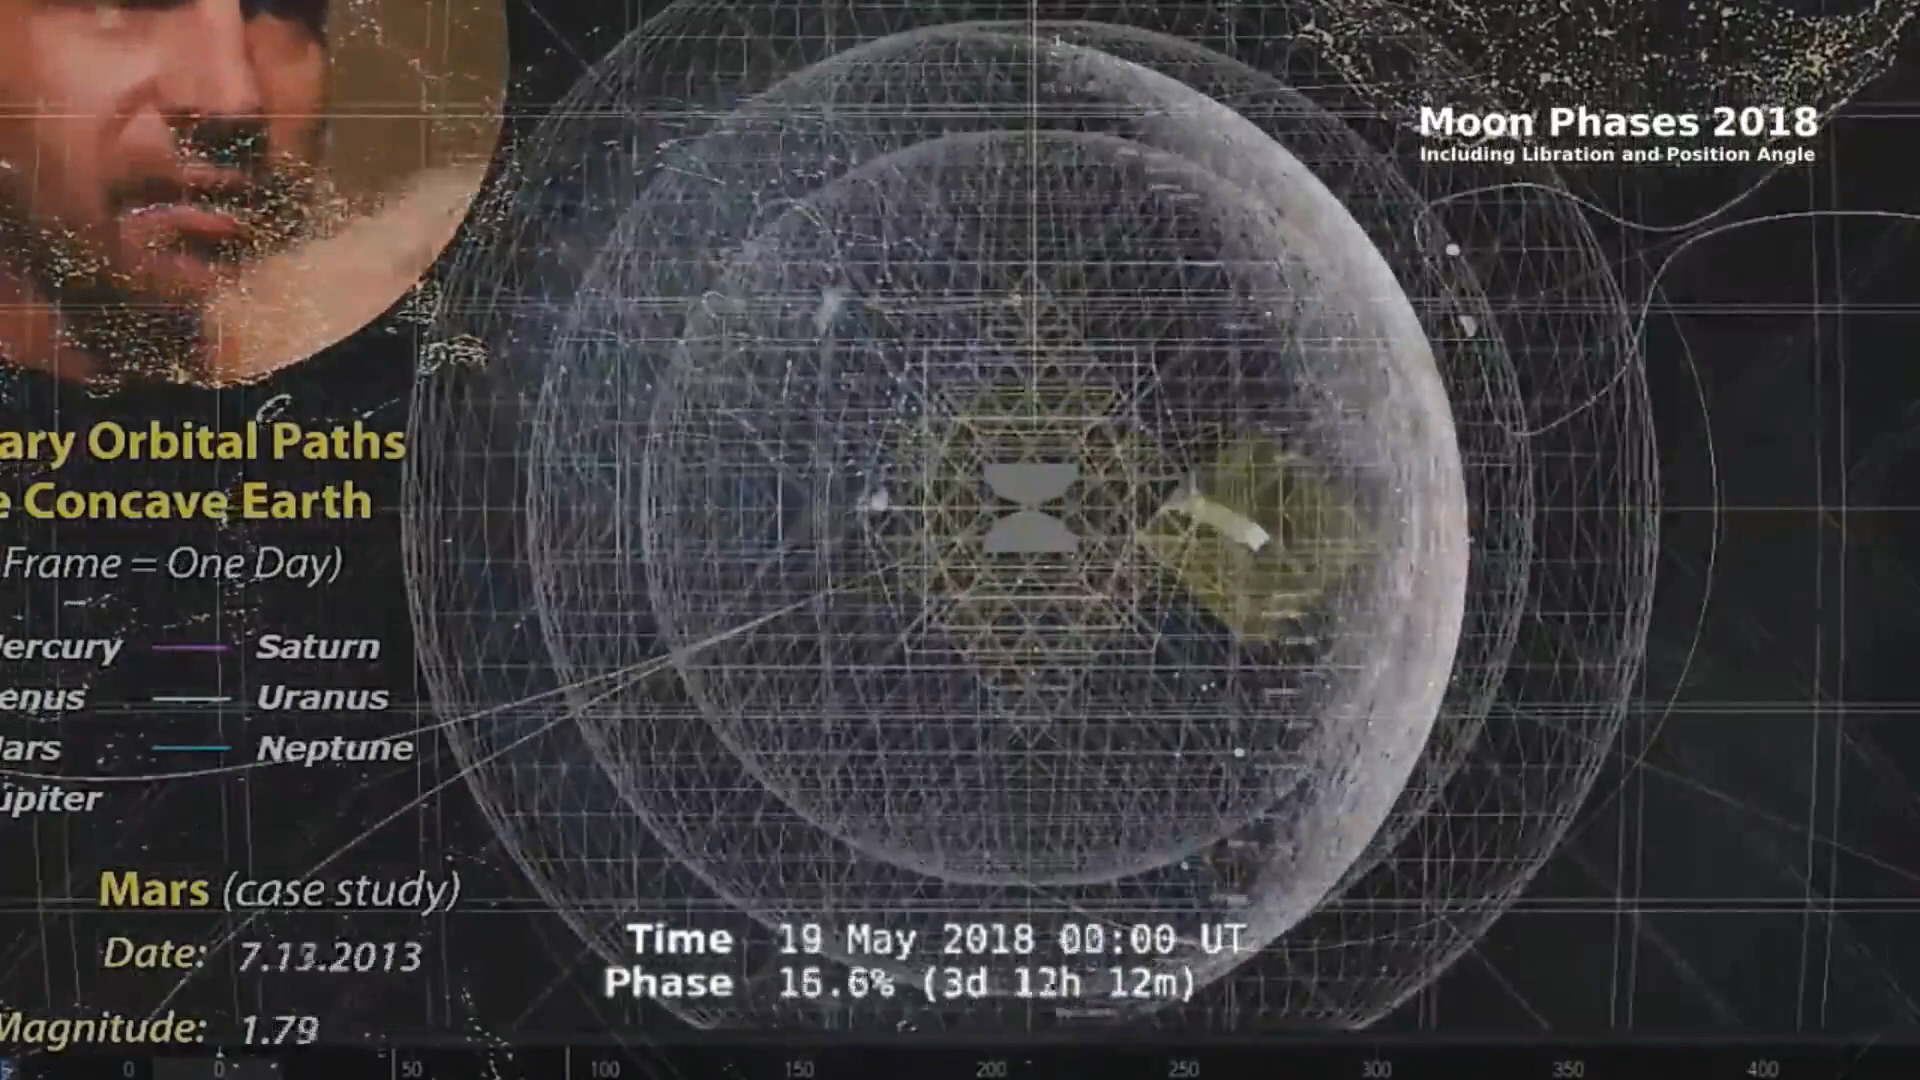 Moon Phases 2018
Including Libration and Position Angle
ary Orbital Paths
e Concave Earth
Frame = One Day)
ercury Saturn
enus Uranus
ars Neptune
upiter
Mars (case study)
Date: 7.13.2013
Magnitude: 1.79
Time 19 May 2018 00:00 UT
Phase 16.6% (3d 12h 12m)
0 0 50 100 150 200 250 300 350 400